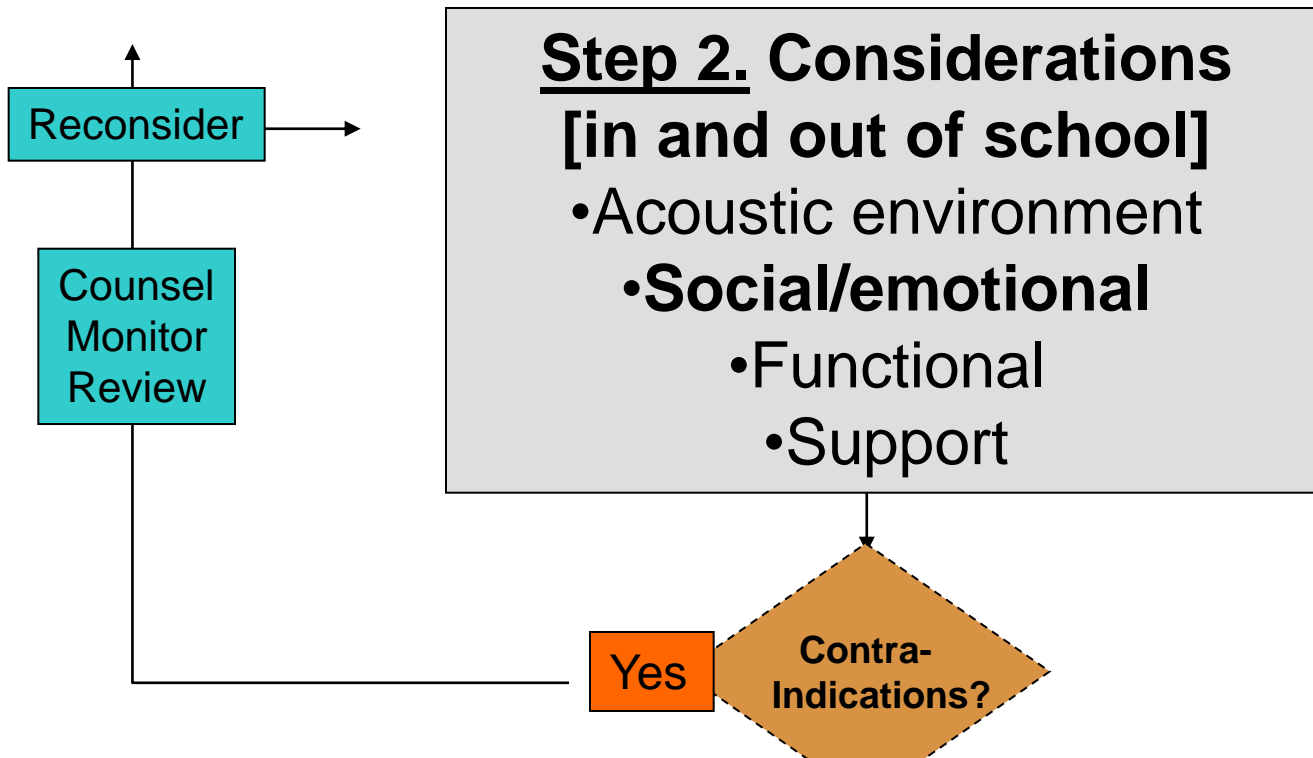 Reconsider
Counsel
Monitor
Review
Step 2. Considerations
[in and out of school]
•Acoustic environment
•Social/emotional
•Functional
•Support
Yes
Contra-
Indications?